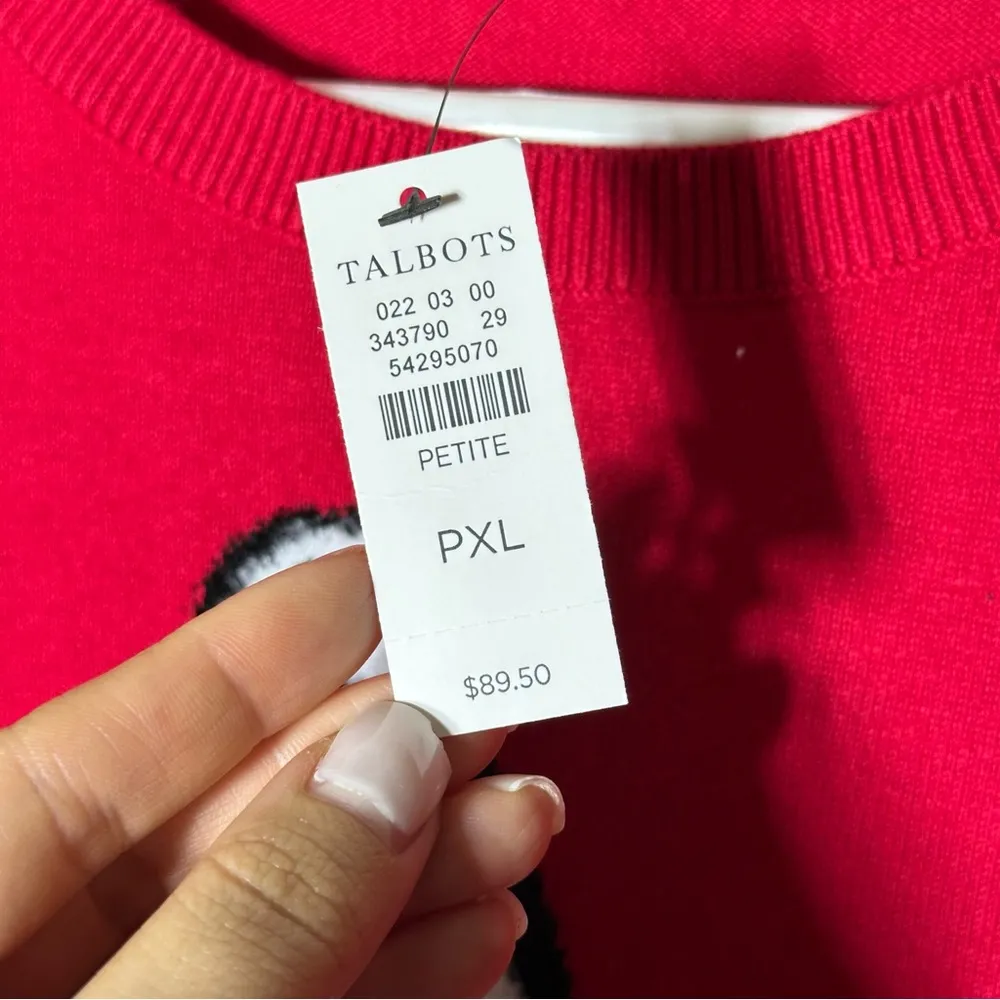 TALBOTS
022 03 00
343790 29
54295070
PETITE
PXL
$89.50